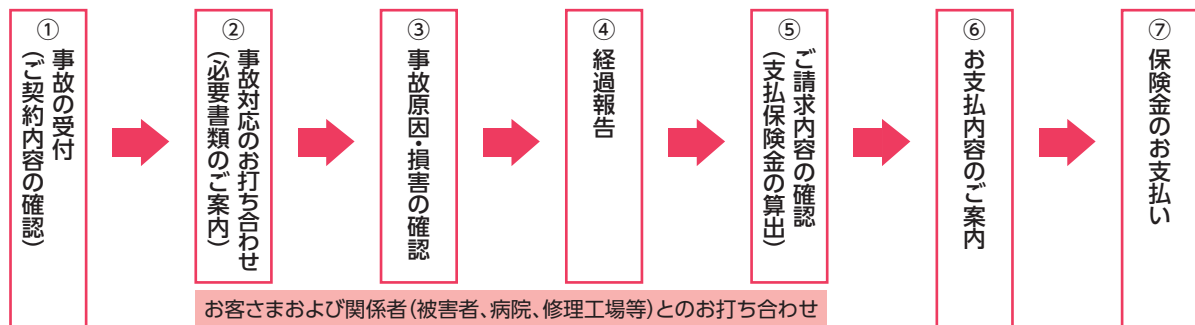 ①
事故の受付
(ご契約内容の確認)
②
事故対応のお打ち合わせ
(必要書類のご案内)
③
事故原因・損害の確認
④
経過報告
⑤
ご請求内容の確認
(支払保険金の算出)
⑥
お支払内容のご案内
⑦
保険金のお支払い
お客さまおよび関係者(被害者、病院、修理工場等)とのお打ち合わせ